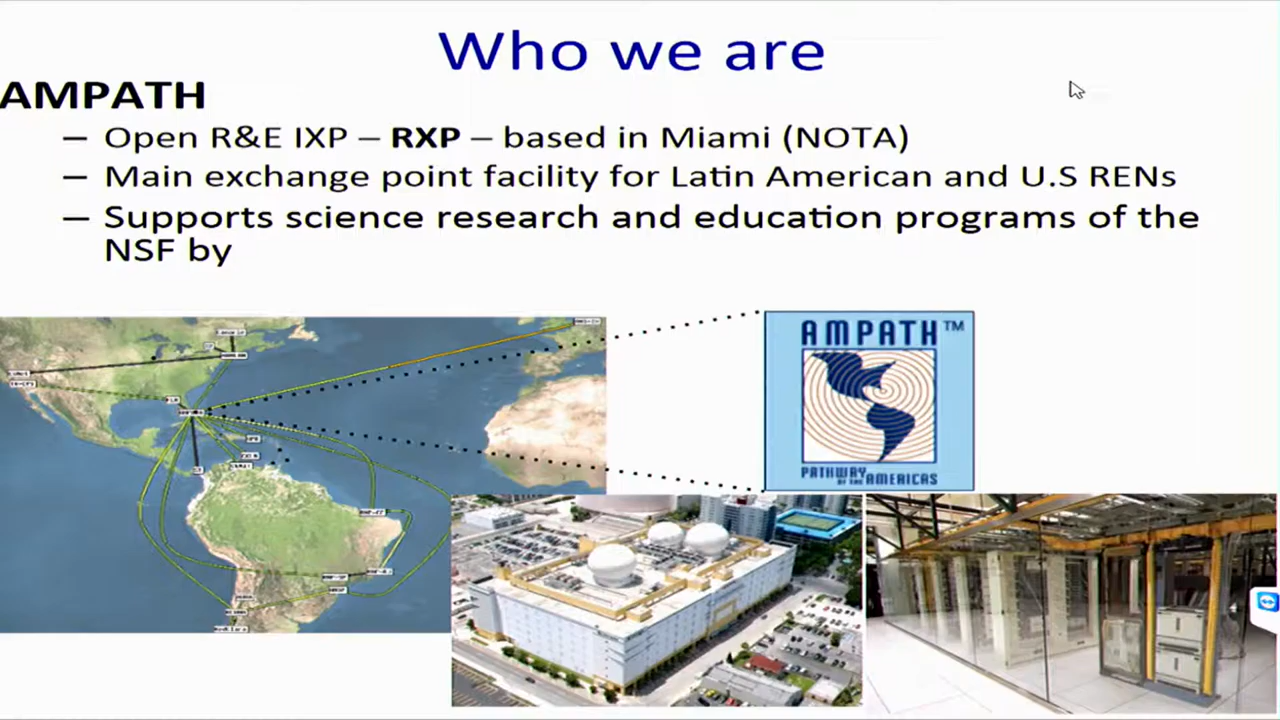 Who we are
AMPATH
– Open R&E IXP – RXP – based in Miami (NOTA)
– Main exchange point facility for Latin American and U.S RENs
– Supports science research and education programs of the
NSF by
AMPATH™
PATHWAY
OF THE AMERICAS